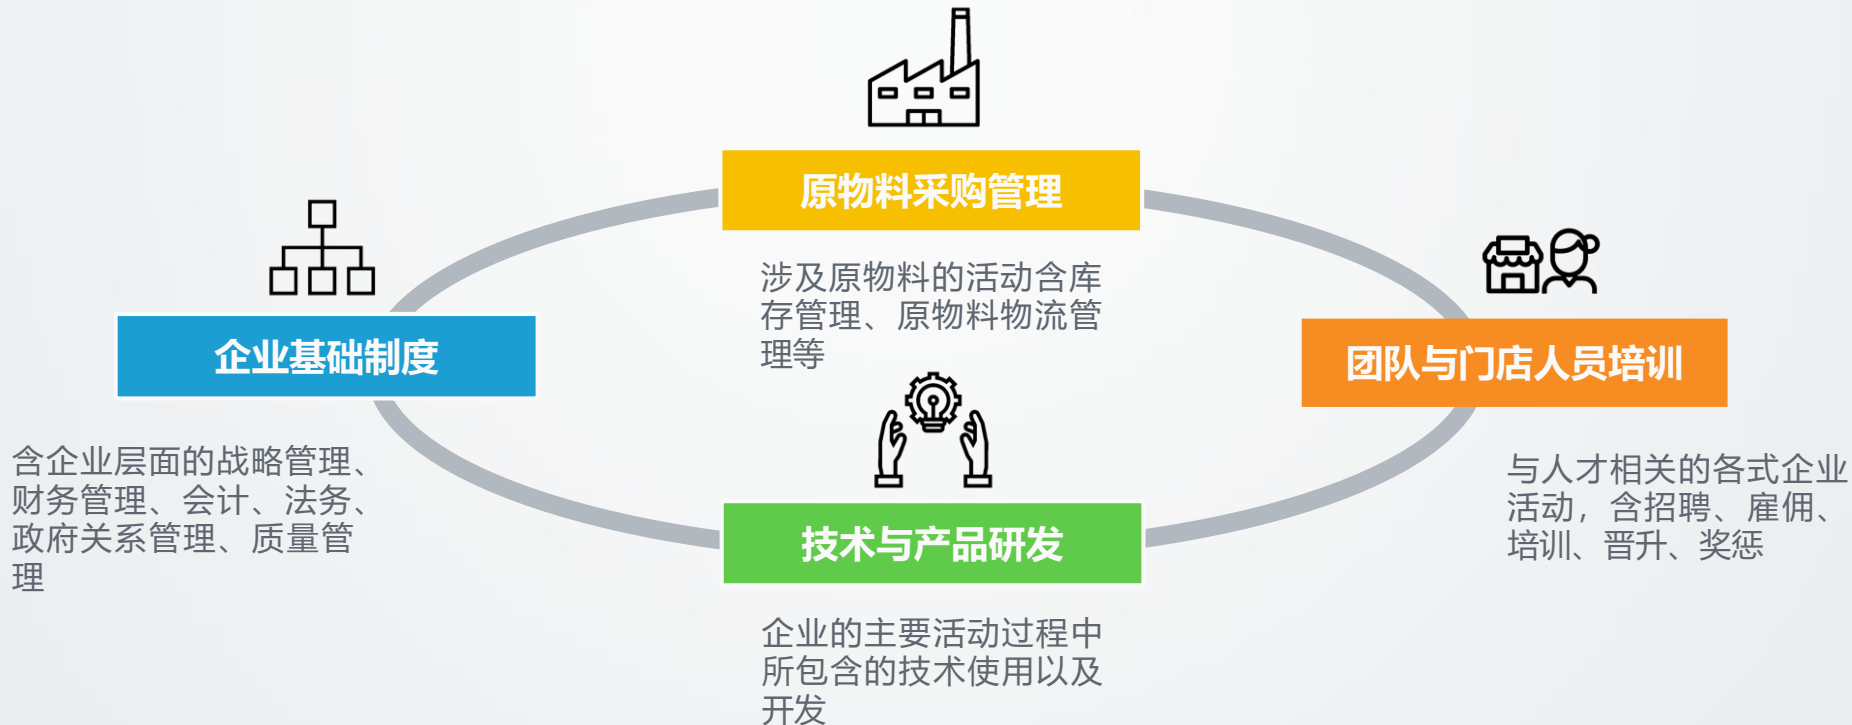 原物料采购管理
涉及原物料的活动含库
存管理、原物料物流管
理等
企业基础制度
含企业层面的战略管理、
财务管理、会计、法务、
政府关系管理、质量管
理
团队与门店人员培训
与人才相关的各式企业
活动，含招聘、雇佣、
培训、晋升、奖惩
技术与产品研发
企业的主要活动过程中
所包含的技术使用以及
开发